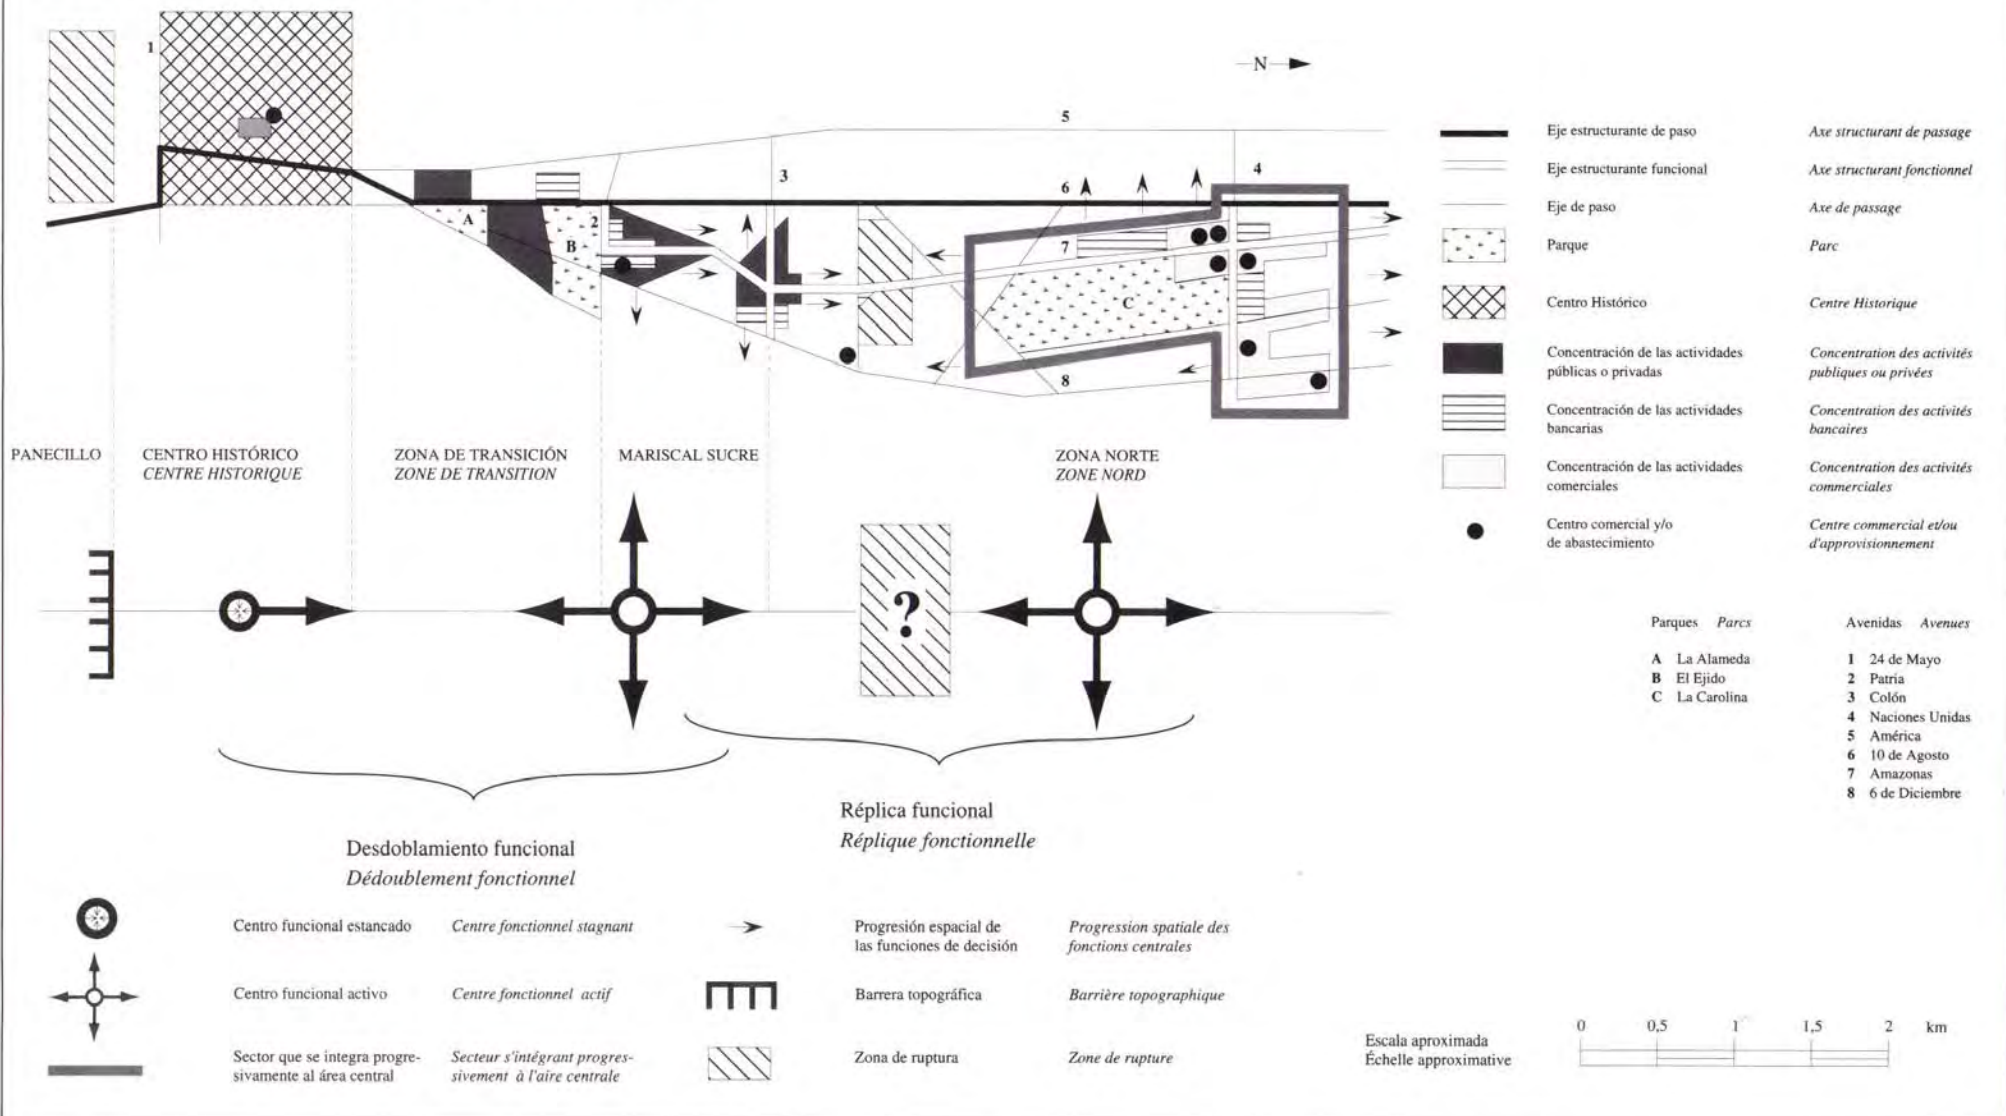 1
N
5
3
4
6
A
2
B
7
C
8
Eje estructurante de paso Axe structurant de passage
Eje estructurante funcional Axe structurant fonctionnel
Eje de paso Axe de passage
Parque Parc
Centro Histórico Centre Historique
Concentración de las actividades Concentration des activités
públicas o privadas publiques ou privées
Concentración de las actividades Concentration des activités
bancarias bancaires
Concentración de las actividades Concentration des activités
comerciales commerciales
Centro comercial y/o Centre commercial et/ou
de abastecimiento d'approvisionnement
PANECILLO CENTRO HISTÓRICO ZONA DE TRANSICIÓN MARISCAL SUCRE ZONA NORTE
CENTRE HISTORIQUE ZONE DE TRANSITION ZONE NORD
?
Parques Parcs
A La Alameda
B El Ejido
C La Carolina
Avenidas Avenues
1 24 de Mayo
2 Patria
3 Colón
4 Naciones Unidas
5 América
6 10 de Agosto
7 Amazonas
8 6 de Diciembre
Desdoblamiento funcional
Dédoublement fonctionnel
Réplica funcional
Réplique fonctionnelle
Centro funcional estancado Centre fonctionnel stagnant
Centro funcional activo Centre fonctionnel actif
Sector que se integra progre- Secteur s'intégrant progres-
sivamente al área central sivement à l'aire centrale
Progresión espacial de Progression spatiale des
las funciones de decisión fonctions centrales
Barrera topográfica Barrière topographique
Zona de ruptura Zone de rupture
Escala aproximada
Échelle approximative
0 0,5 1 1,5 2 km